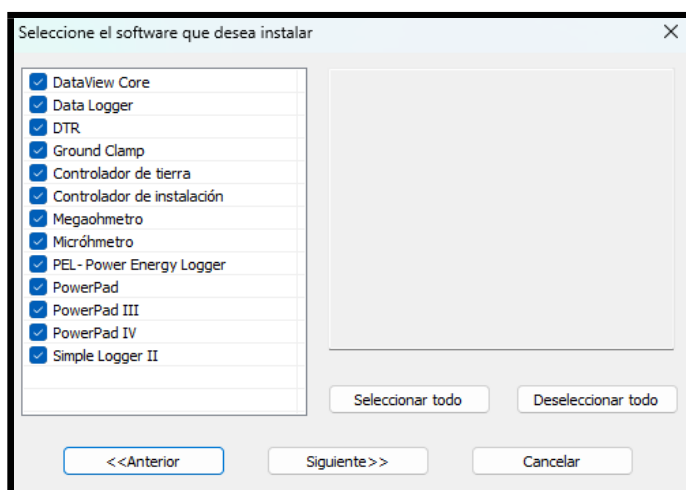 Seleccione el software que desea instalar
DataView Core
Data Logger
DTR
Ground Clamp
Controlador de tierra
Controlador de instalación
Megaohmetro
Micróhmetro
PEL- Power Energy Logger
PowerPad
PowerPad III
PowerPad IV
Simple Logger II
Seleccionar todo
Deseleccionar todo
<<Anterior
Siguiente>>
Cancelar